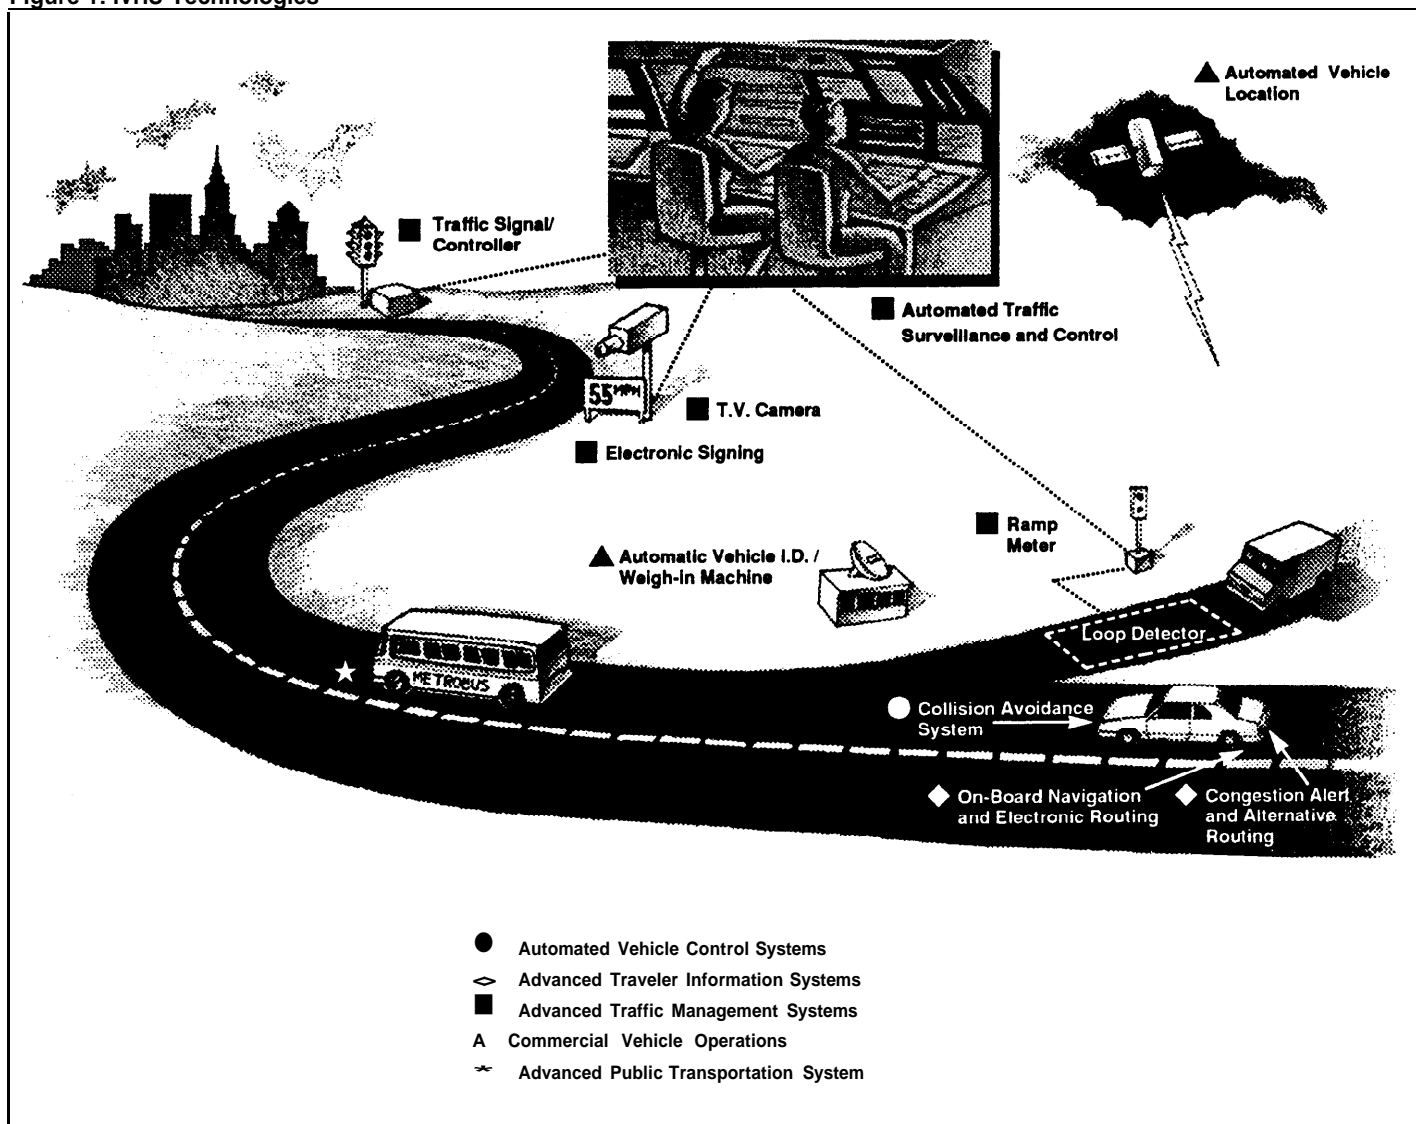 Figure 1: IVHS Technologies
Automated Vehicle
Location
Traffic Signal/
Controller
Automated Traffic
Surveillance and Control
55 MPH
T.V. Camera
Electronic Signing
Ramp
Meter
Automatic Vehicle I.D. /
Weigh-in Machine
Loop Detector
METROBUS
Collision Avoidance
System
On-Board Navigation
and Electronic Routing
Congestion Alert
and Alternative
Routing
Automated Vehicle Control Systems
Advanced Traveler Information Systems
Advanced Traffic Management Systems
A Commercial Vehicle Operations
Advanced Public Transportation System